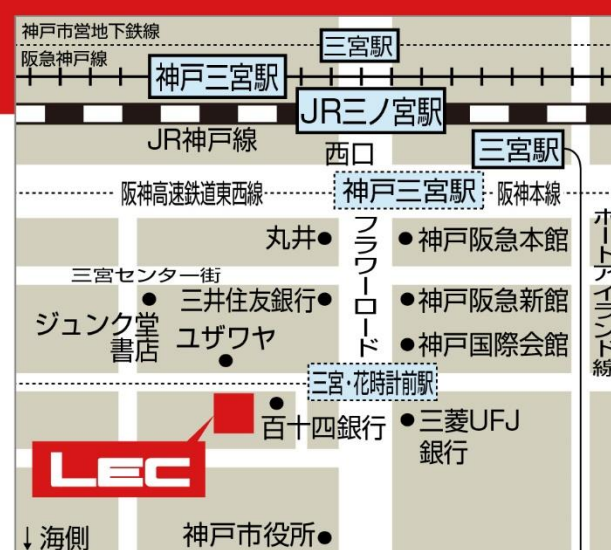 神戸市営地下鉄線
三宮駅
阪急神戸線
神戸三宮駅
JR三ノ宮駅
JR神戸線
西口
三宮駅
阪神高速鉄道東西線
神戸三宮駅
阪神本線
ポートアイランド線
フラワーロード
丸井
神戸阪急本館
三宮センター街
三井住友銀行
神戸阪急新館
ジュンク堂
書店
ユザワヤ
神戸国際会館
三宮・花時計前駅
百十四銀行
三菱UFJ
銀行
LEC
↓海側
神戸市役所